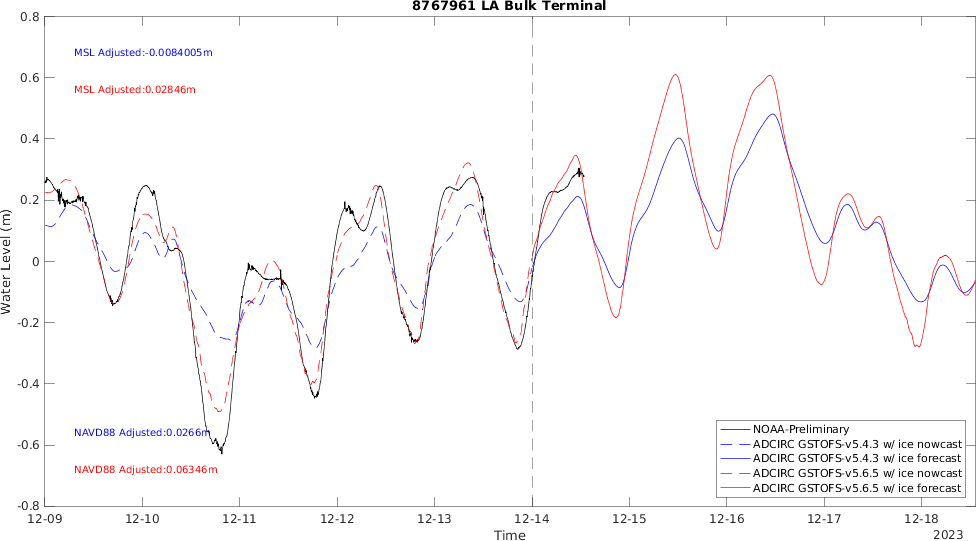 8767961 LA Bulk Terminal
0.8
MSL Adjusted:-0.0084005m
MSL Adjusted:0.02846m
0.6
0.4
0.2
0
-0.2
-0.4
-0.6
-0.8
Water Level (m)
NAVD88 Adjusted:0.0266m
NAVD88 Adjusted:0.06346m
NOAA-Preliminary
ADCIRC GSTOFS-v5.4.3 w/ ice nowcast
ADCIRC GSTOFS-v5.4.3 w/ ice forecast
ADCIRC GSTOFS-v5.6.5 w/ ice nowcast
ADCIRC GSTOFS-v5.6.5 w/ ice forecast
12-09 12-10 12-11 12-12 12-13 12-14 12-15 12-16 12-17 12-18
Time
2023